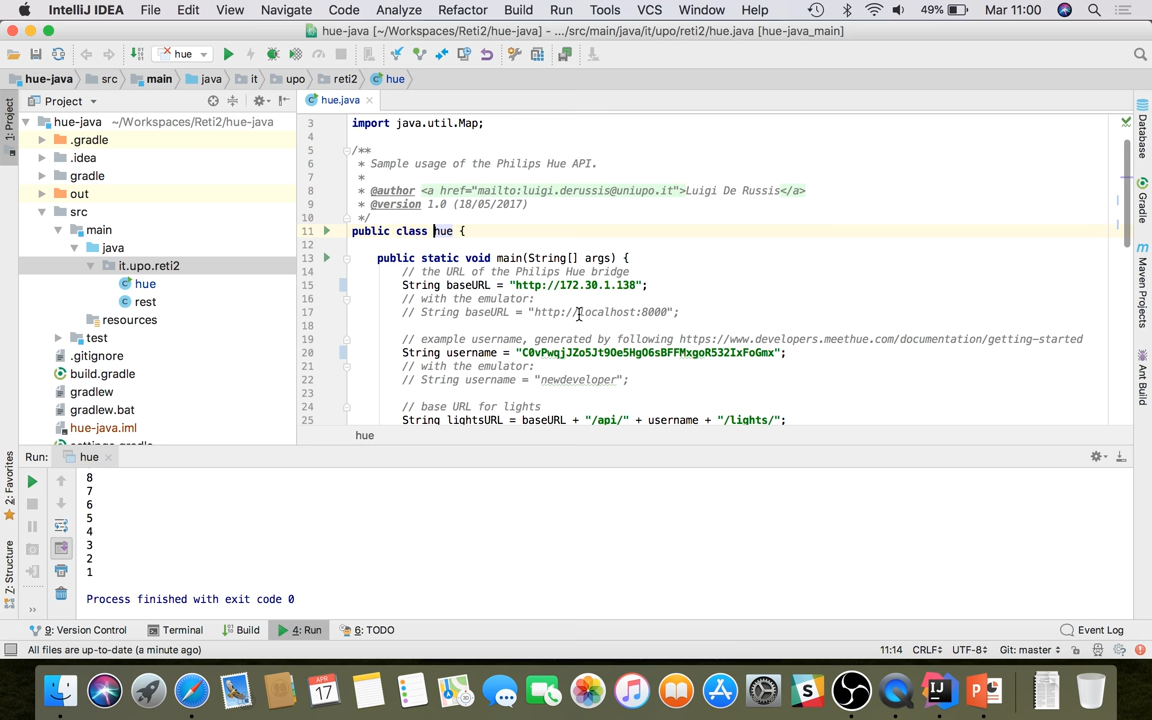 IntelliJ IDEA File Edit View Navigate Code Analyze Refactor Build Run Tools VCS Window Help 49% Mar 11:00
hue-java [~/Workspaces/Reti2/hue-java] - .../src/main/java/it/upo/reti2/hue.java [hue-java_main]
hue
hue-java src main java it upo reti2 hue
1: Project
Project
hue.java
hue-java ~/Workspaces/Reti2/hue-java
.gradle
.idea
gradle
out
src
main
java
it.upo.reti2
hue
rest
resources
test
.gitignore
build.gradle
gradlew
gradlew.bat
hue-java.iml
settings.gradle
3 import java.util.Map;
4
5 /**
6 * Sample usage of the Philips Hue API.
7 *
8 * @author <a href="mailto:luigi.derussis@uniupo.it">Luigi De Russis</a>
9 * @version 1.0 (18/05/2017)
10 */
11 public class hue {
12
13 public static void main(String[] args) {
14 // the URL of the Philips Hue bridge
15 String baseURL = "http://172.30.1.138";
16 // with the emulator:
17 // String baseURL = "http://localhost:8000";
18
19 // example username, generated by following https://www.developers.meethue.com/documentation/getting-started
20 String username = "C0vPwqjJZo5Jt9Oe5HgO6sBFFMxgoR532IxFoGmx";
21 // with the emulator:
22 // String username = "newdeveloper";
23
24 // base URL for lights
25 String lightsURL = baseURL + "/api/" + username + "/lights/";
hue
Database
Gradle
Maven Projects
Ant Build
2: Favorites
Z: Structure
Run: hue
8
7
6
5
4
3
2
1
Process finished with exit code 0
9: Version Control Terminal Build 4: Run 6: TODO Event Log
All files are up-to-date (a minute ago) 11:14 CRLF UTF-8 Git: master
APR
17